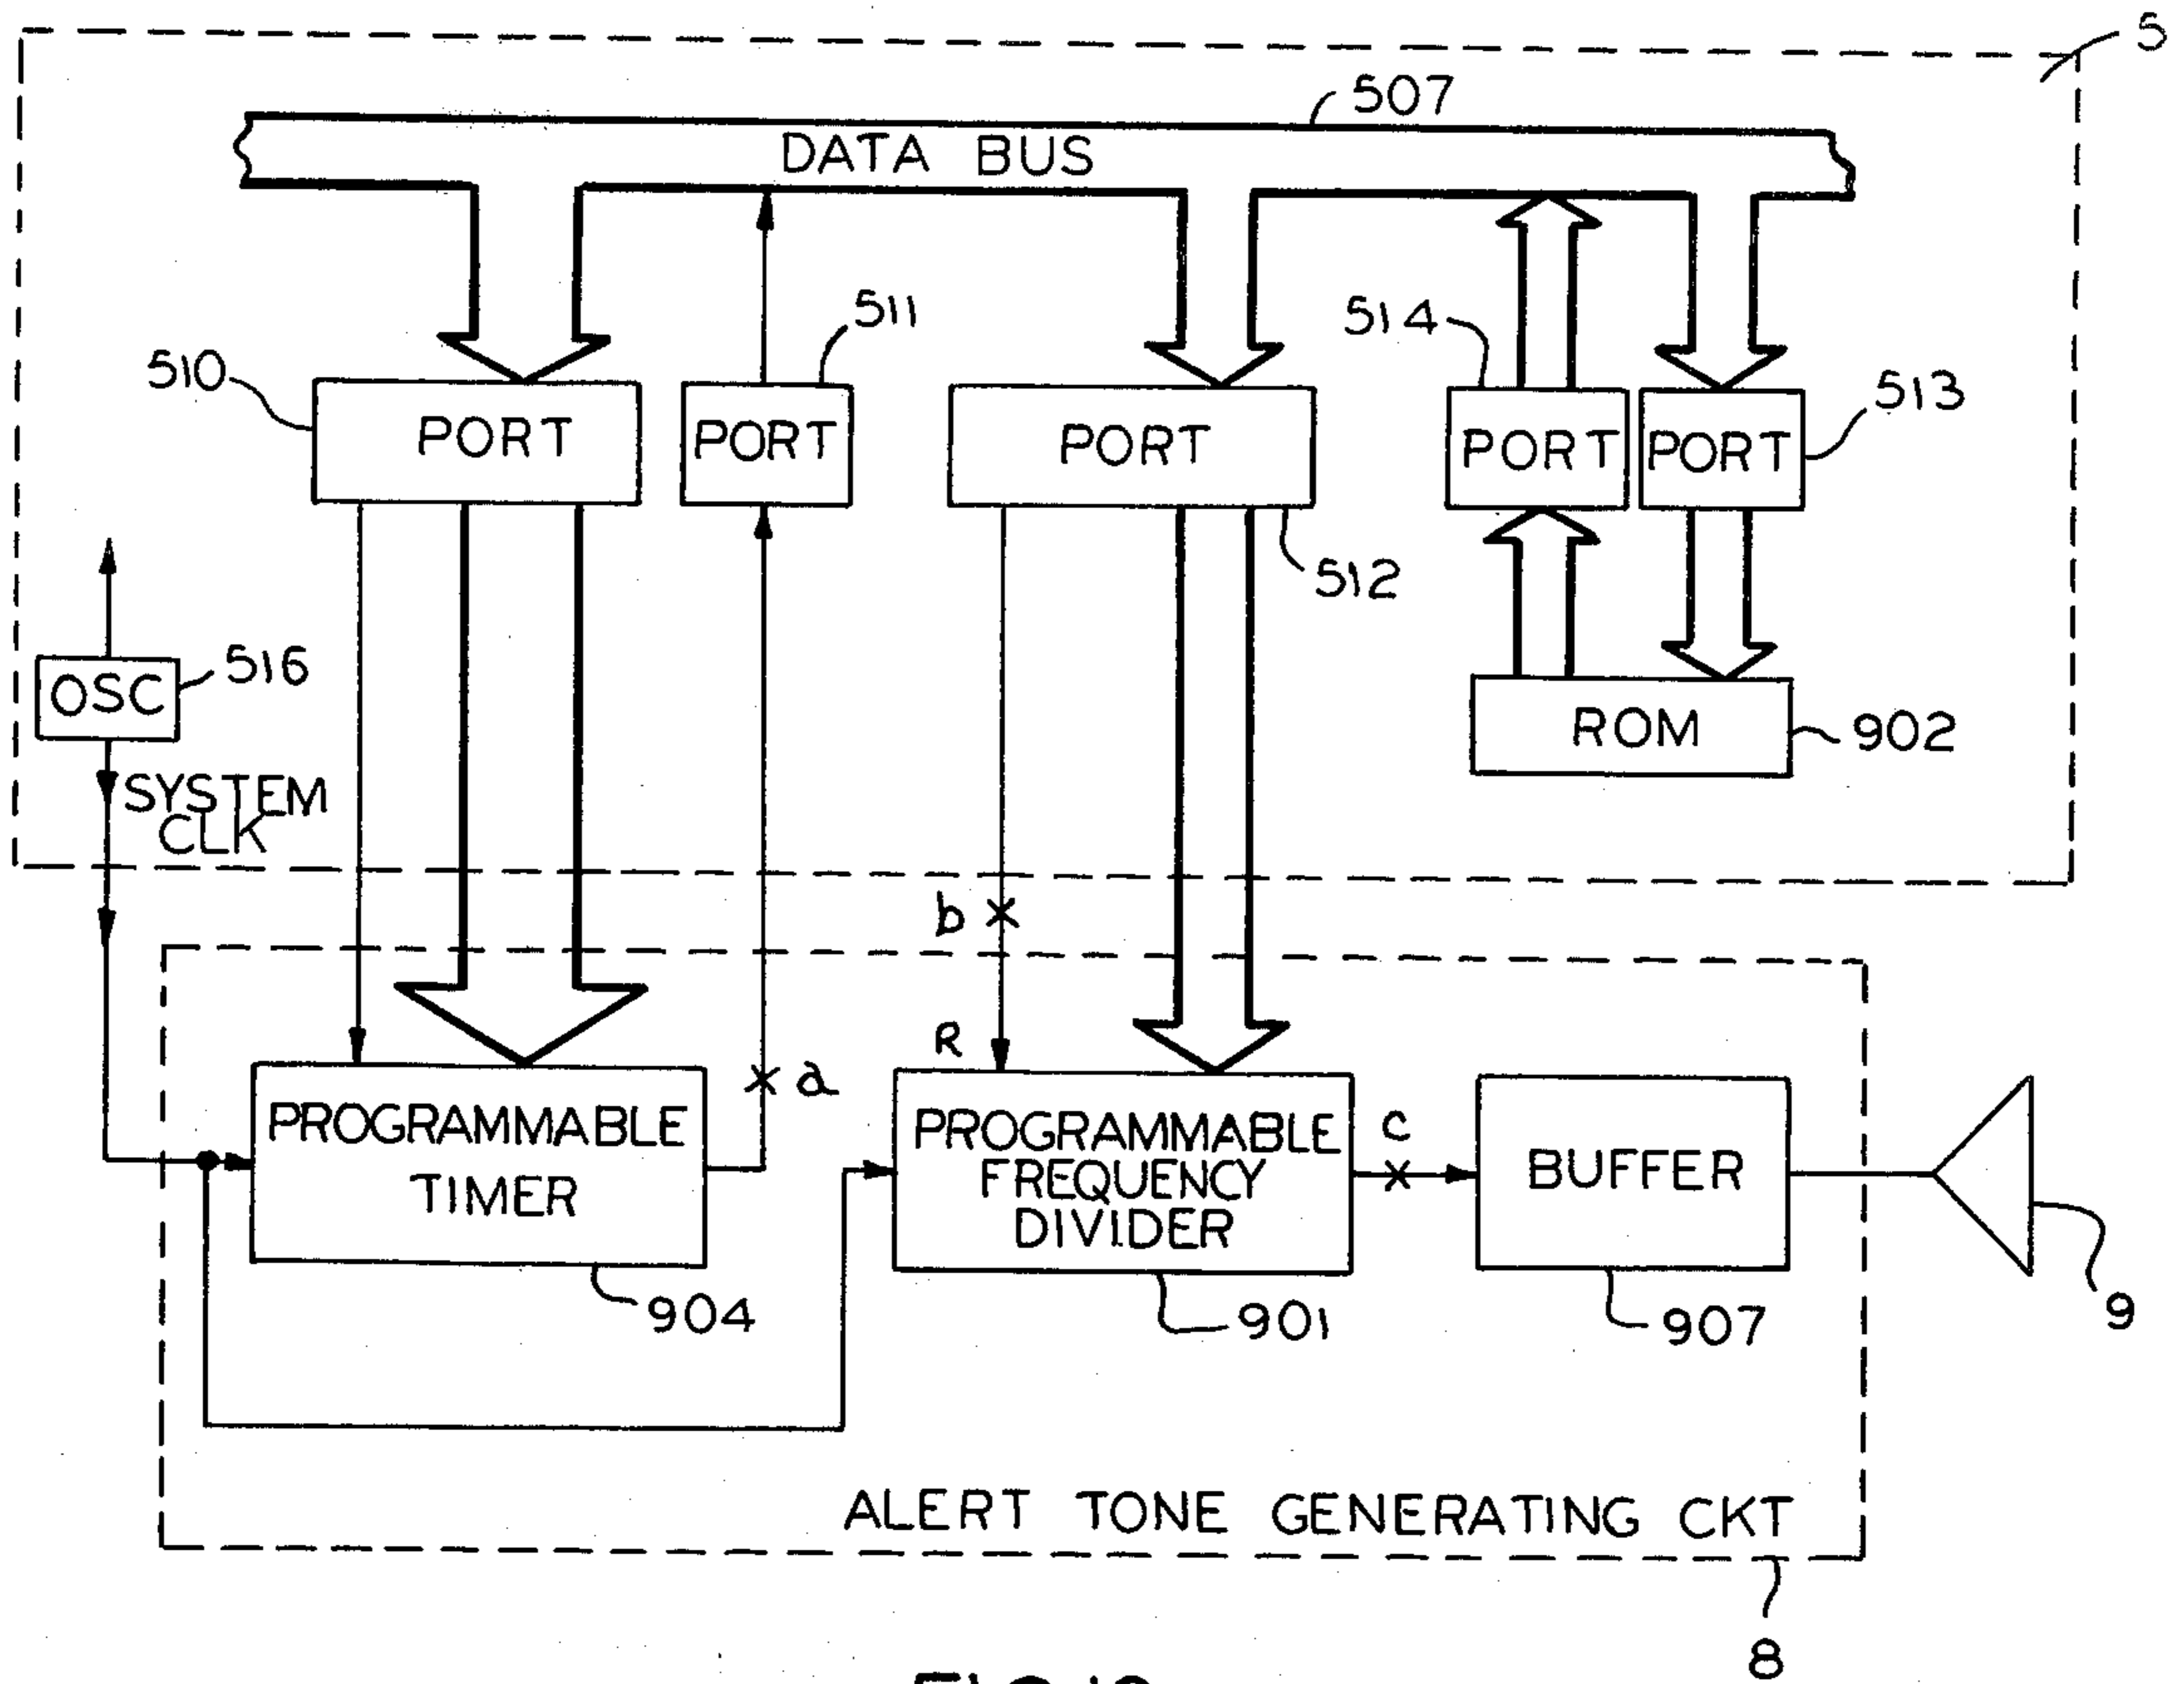 5
507
DATA BUS
511
514
510
513
PORT
PORT
PORT
PORT
PORT
512
516
OSC
902
ROM
SYSTEM
CLK
b
R
a
PROGRAMMABLE
TIMER
PROGRAMMABLE
FREQUENCY
DIVIDER
c
BUFFER
904
901
907
9
ALERT TONE GENERATING CKT
8